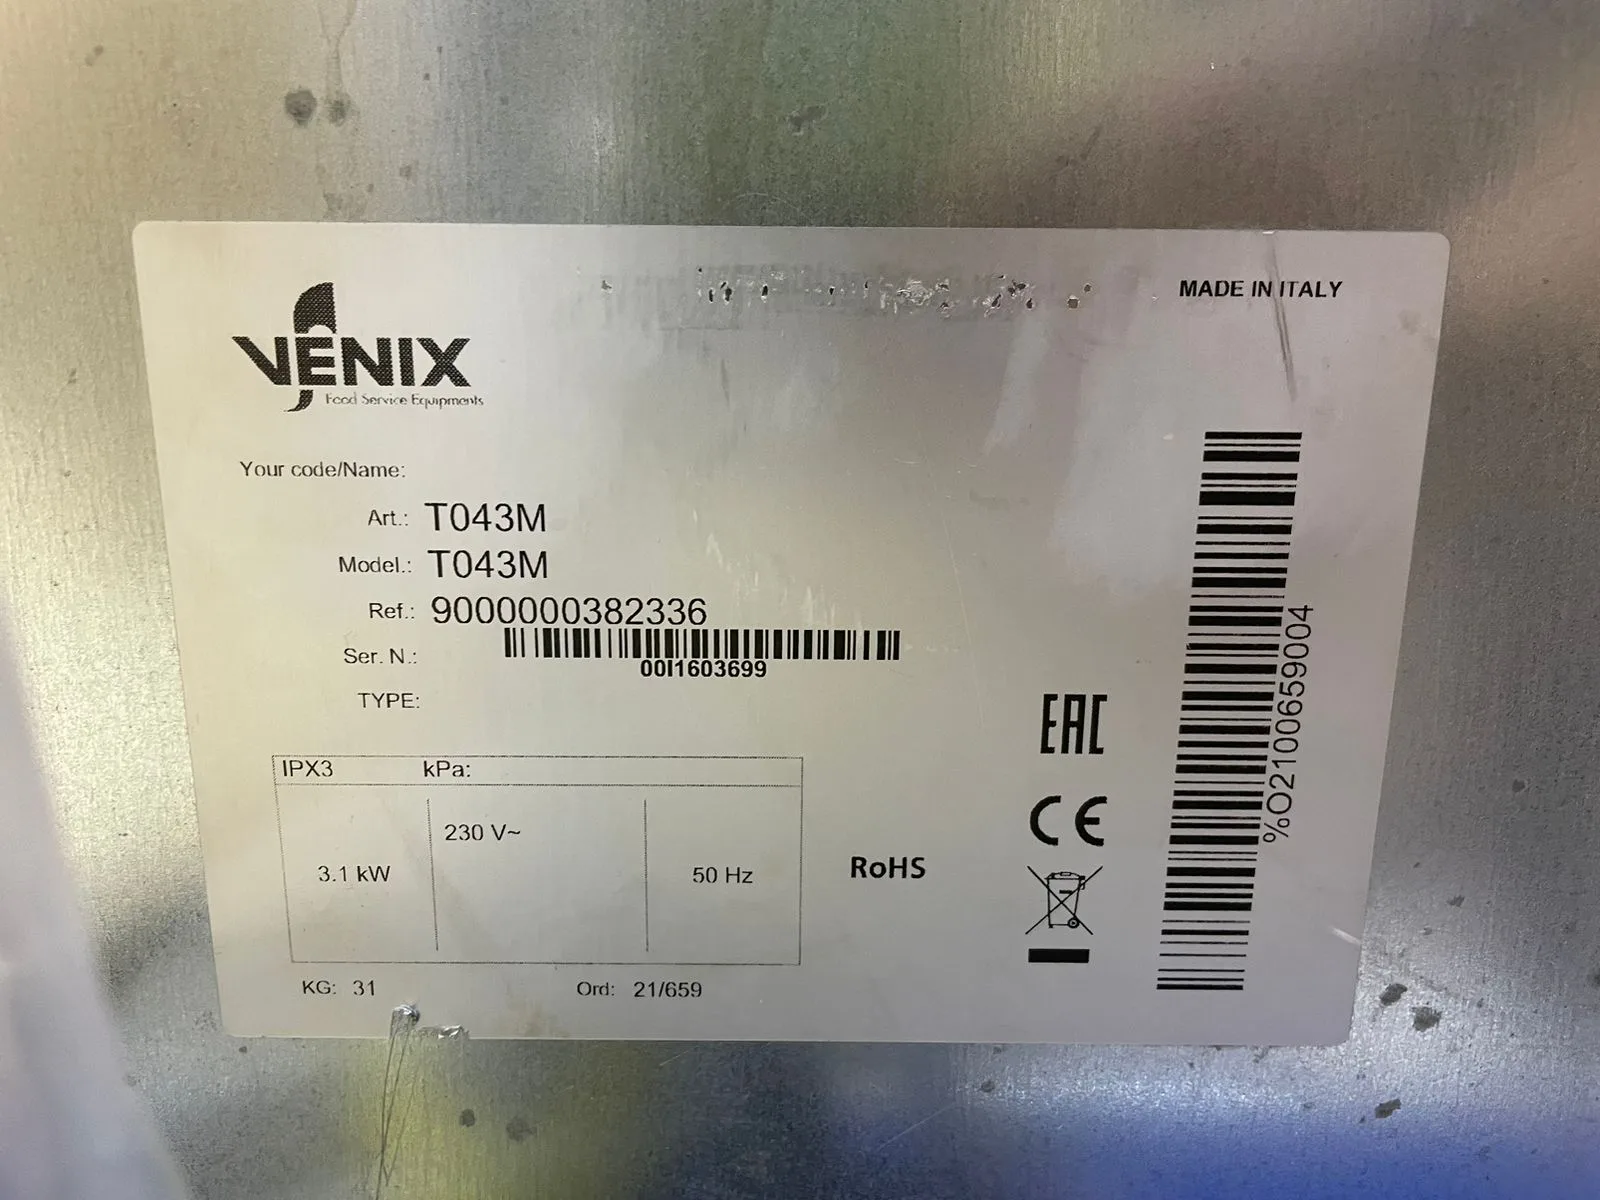 MADE IN ITALY
VENIX
Food Service Equipments
Your code/Name:
Art.: T043M
Model.: T043M
Ref.: 9000000382336
Ser. N.: 00I1603699
TYPE:
IPX3 kPa:
3.1 kW 230 V~ 50 Hz
KG: 31 Ord: 21/659
RoHS
EAC
CE
%O2100659004